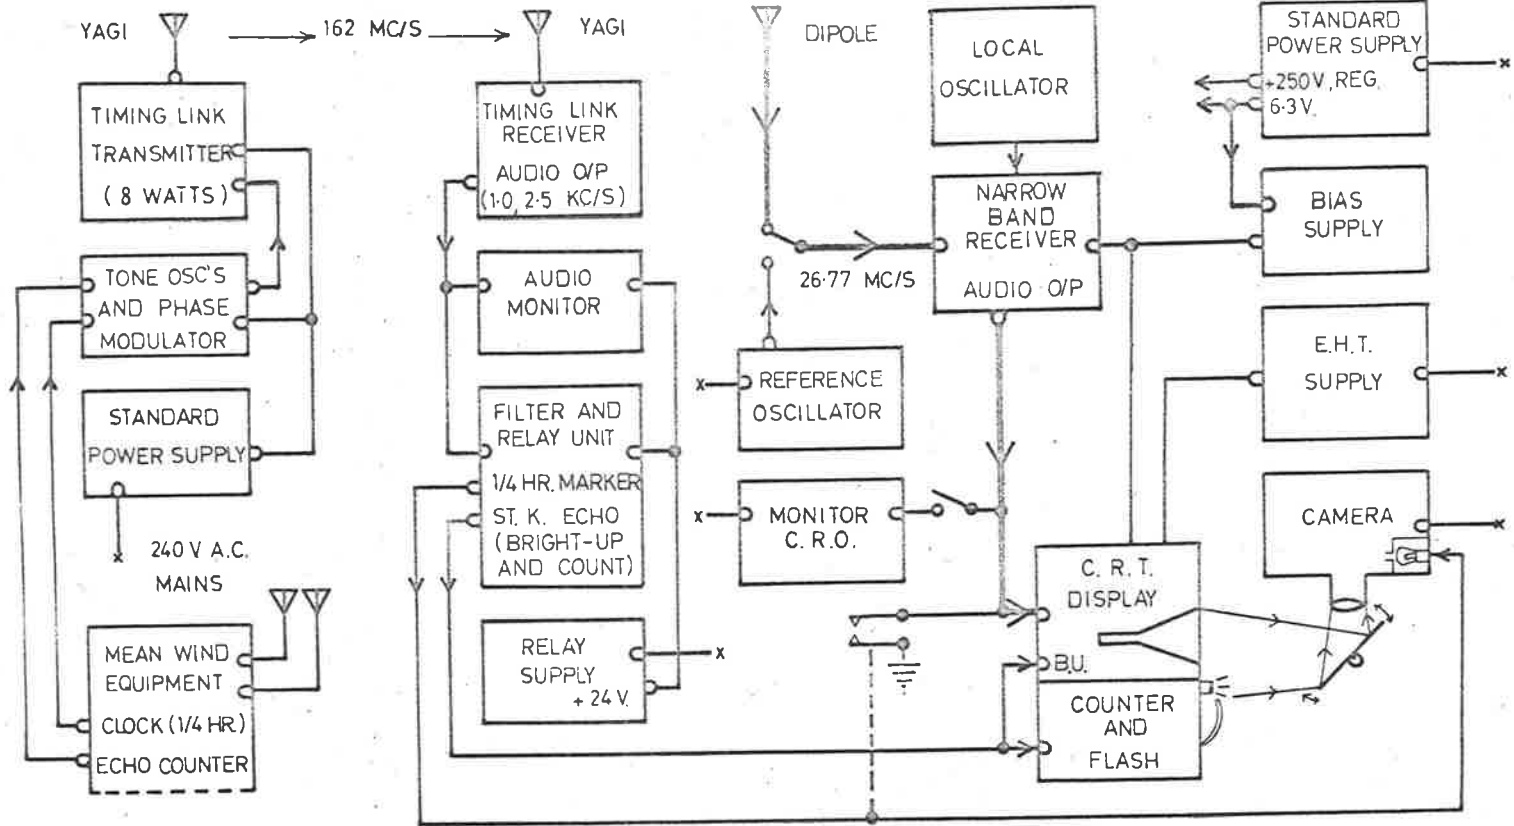 YAGI
162 MC/S
YAGI
TIMING LINK
TRANSMITTER
(8 WATTS)
TONE OSC'S
AND PHASE
MODULATOR
STANDARD
POWER SUPPLY
x
240 V A.C.
MAINS
MEAN WIND
EQUIPMENT
CLOCK (1/4 HR.)
ECHO COUNTER
TIMING LINK
RECEIVER
AUDIO O/P
(1·0, 2·5 KC/S)
AUDIO
MONITOR
FILTER AND
RELAY UNIT
1/4 HR. MARKER
ST. K. ECHO
(BRIGHT-UP
AND COUNT)
RELAY
SUPPLY
+ 24 V.
x
DIPOLE
26·77 MC/S
x
REFERENCE
OSCILLATOR
x
MONITOR
C. R. O.
LOCAL
OSCILLATOR
NARROW
BAND
RECEIVER
AUDIO O/P
C. R. T.
DISPLAY
B.U.
COUNTER
AND
FLASH
STANDARD
POWER SUPPLY
+250 V, REG.
6·3 V.
x
BIAS
SUPPLY
E.H.T.
SUPPLY
x
CAMERA
x